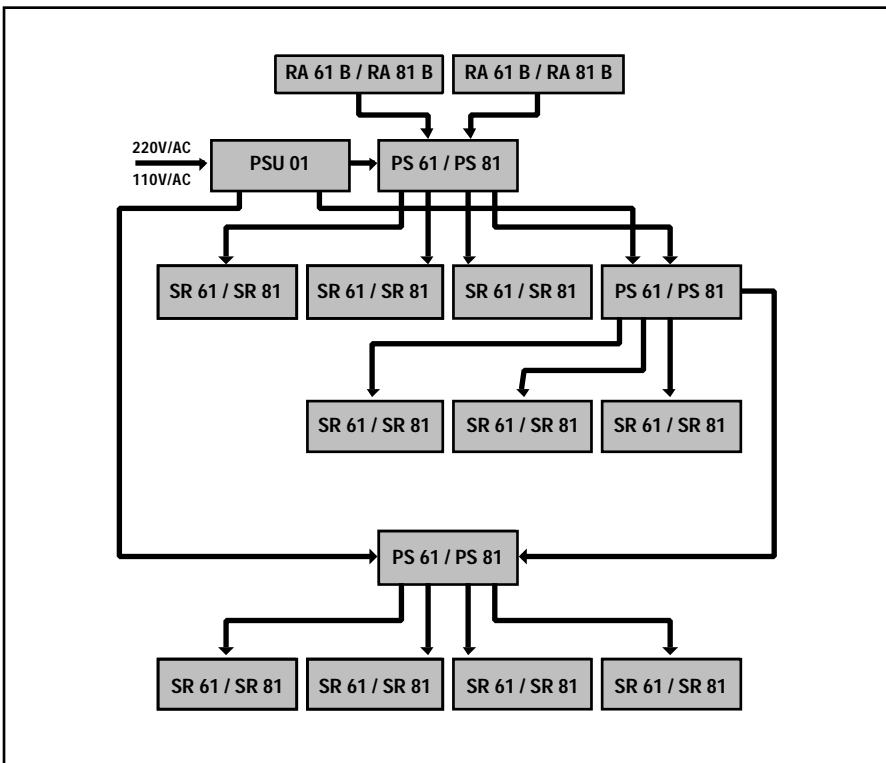 RA 61 B / RA 81 B
RA 61 B / RA 81 B
220V/AC
110V/AC
PSU 01
PS 61 / PS 81
SR 61 / SR 81
SR 61 / SR 81
SR 61 / SR 81
PS 61 / PS 81
SR 61 / SR 81
SR 61 / SR 81
SR 61 / SR 81
PS 61 / PS 81
SR 61 / SR 81
SR 61 / SR 81
SR 61 / SR 81
SR 61 / SR 81